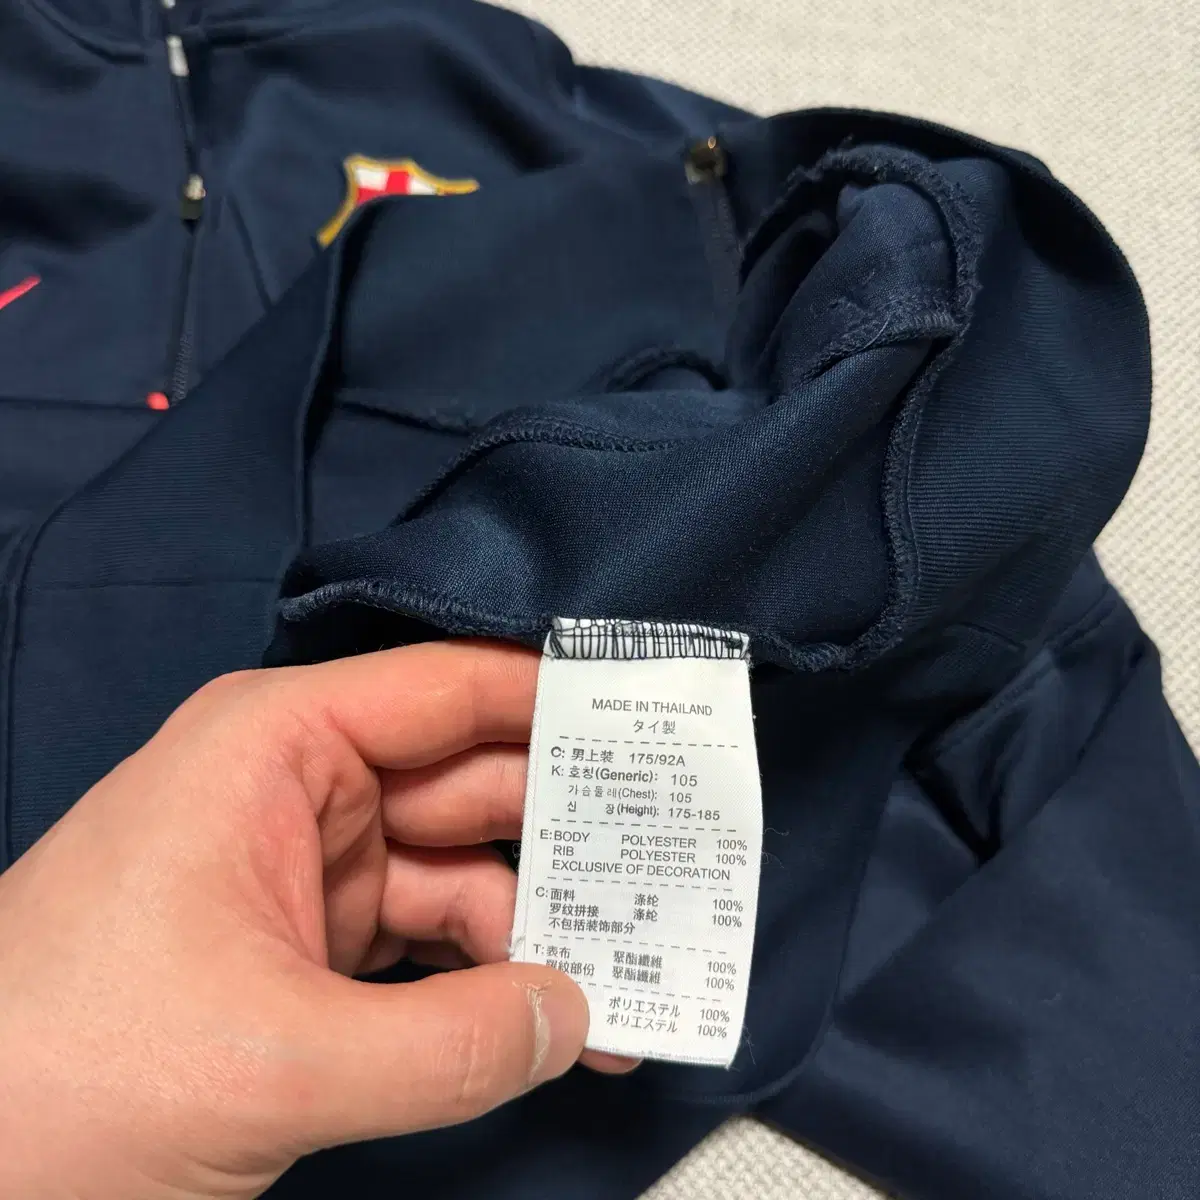 MADE IN THAILAND
タイ製
C: 男上装 175/92A
K: 호칭(Generic): 105
가슴둘레(Chest): 105
신 장(Height): 175-185
E:BODY POLYESTER 100%
RIB POLYESTER 100%
EXCLUSIVE OF DECORATION
C:面料 涤纶 100%
罗纹拼接 涤纶 100%
不包括装饰部分
T:表布 聚酯纖維 100%
羅紋部份 聚酯纖維 100%
ポリエステル 100%
ポリエステル 100%